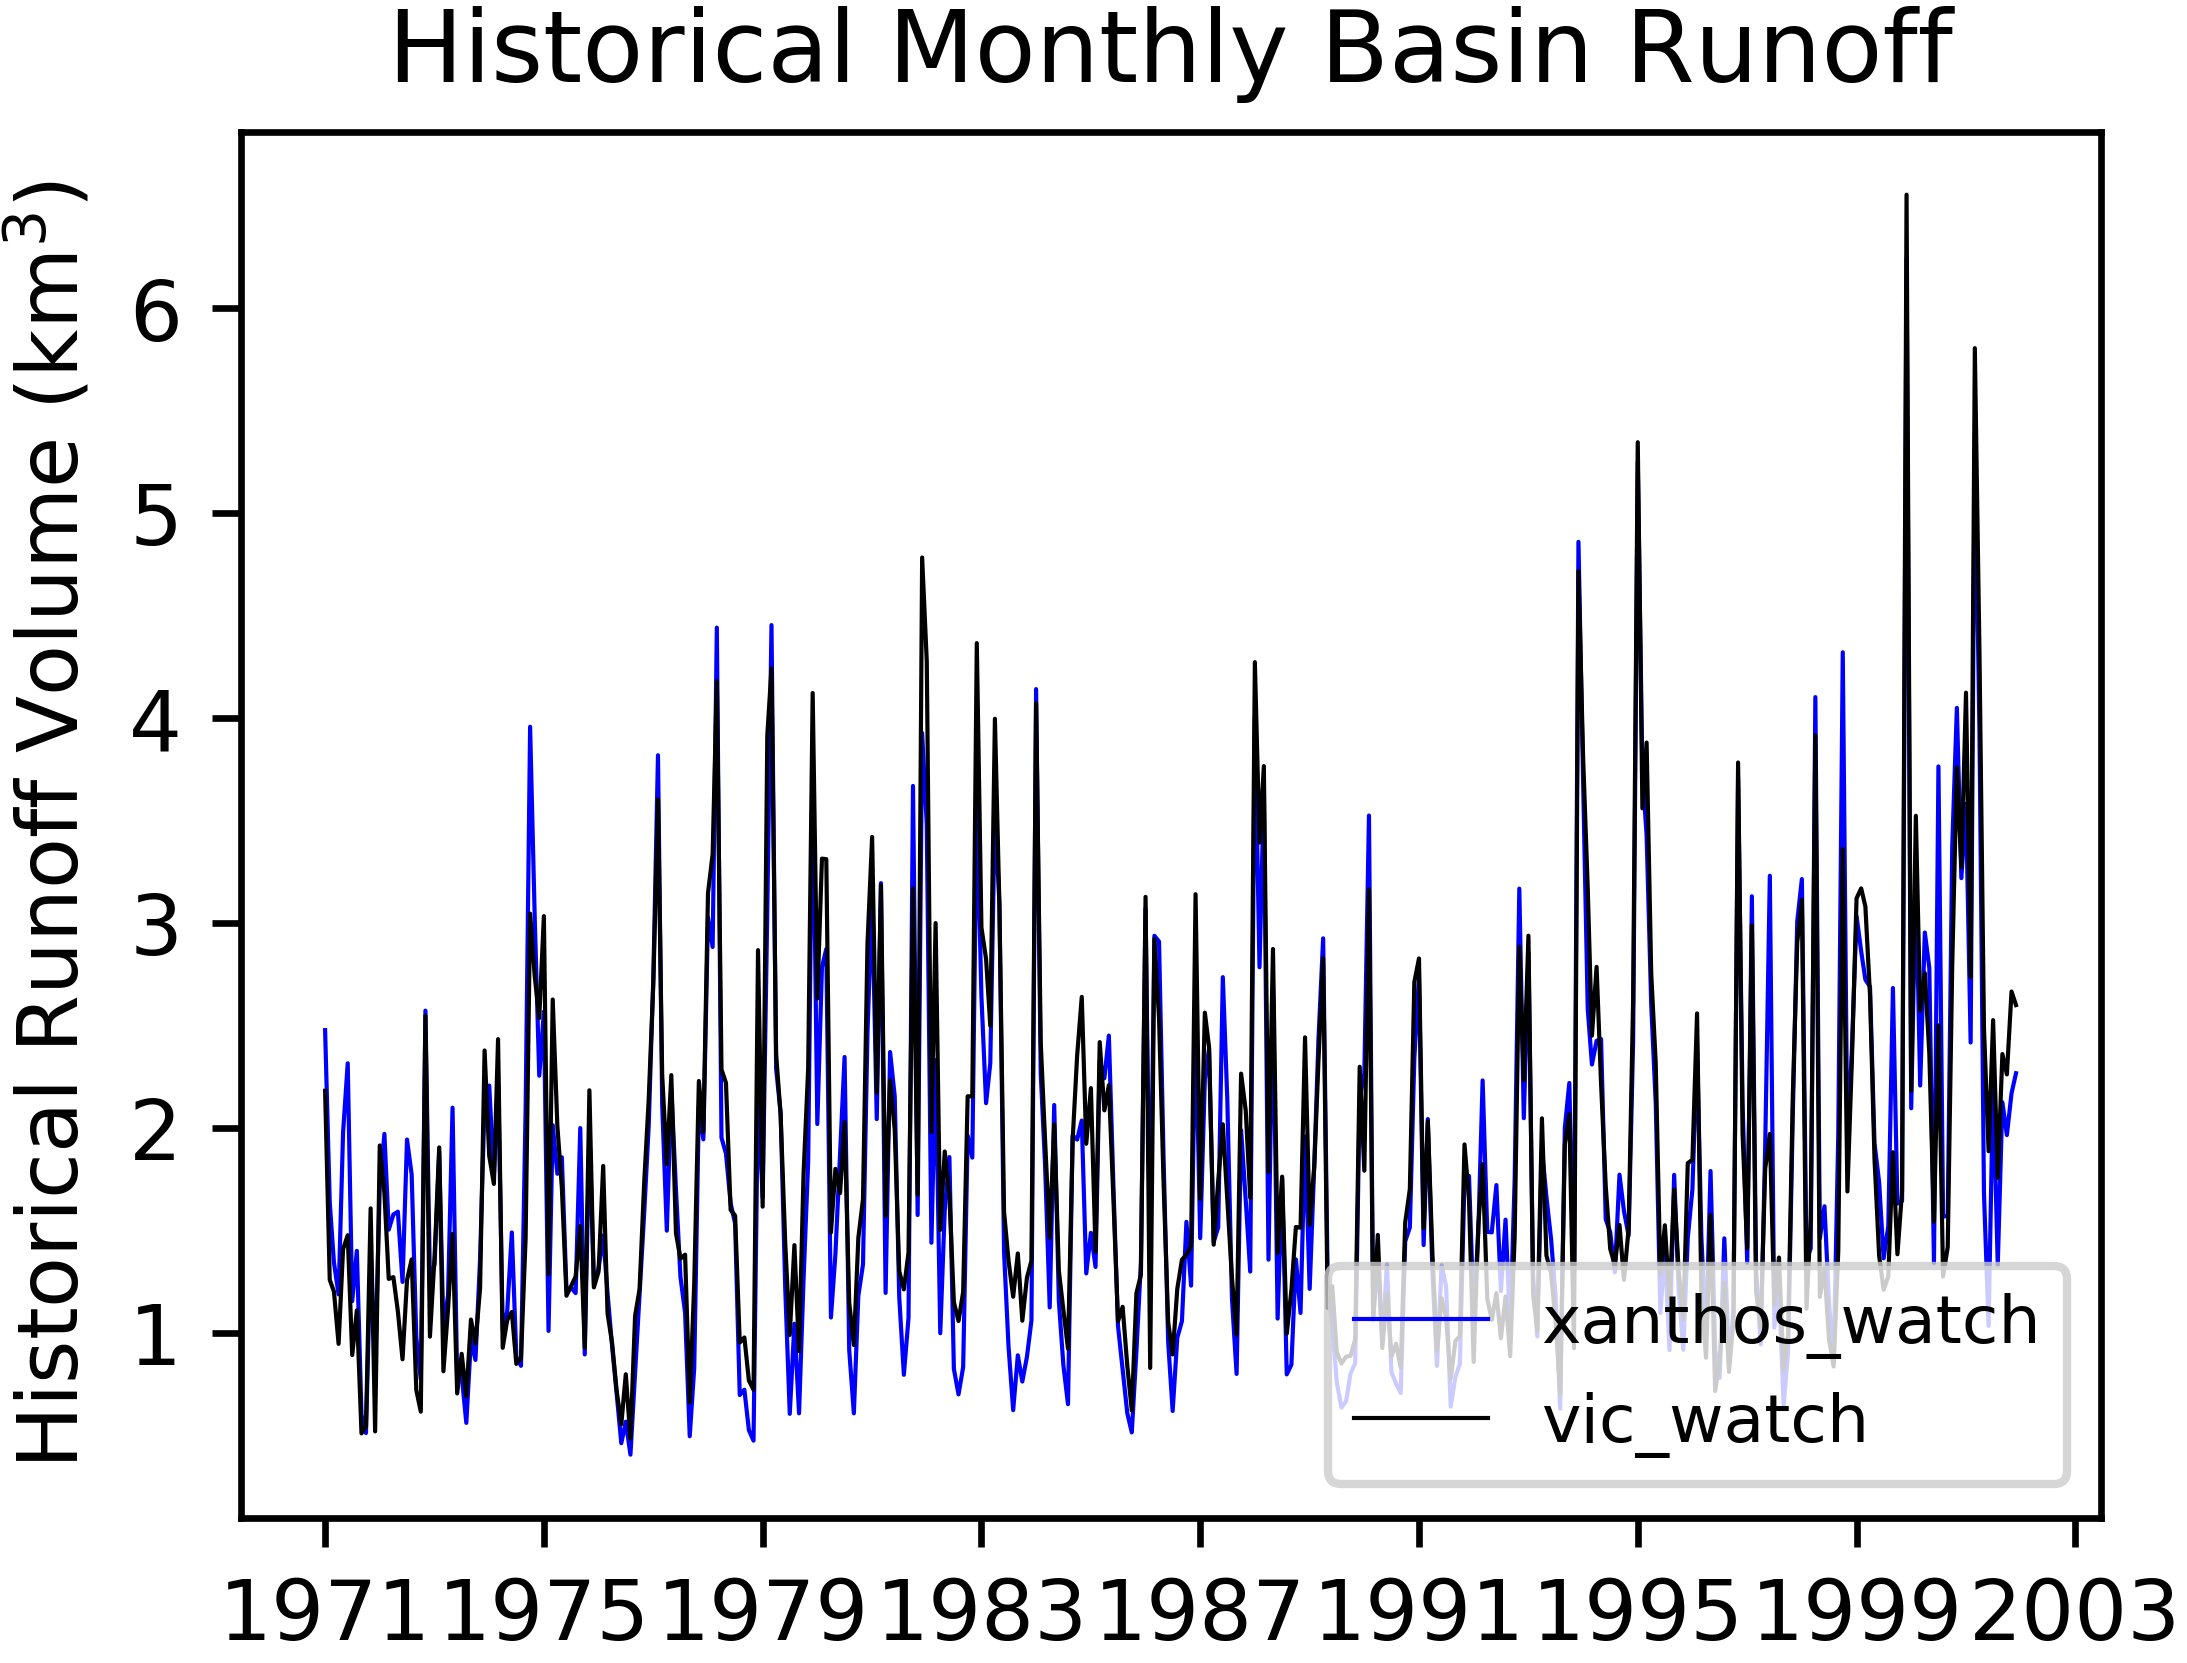 Historical Monthly Basin Runoff
Historical Runoff Volume (km³)
6
5
4
3
2
1
xanthos_watch
vic_watch
1971 1975 1979 1983 1987 1991 1995 1999 2003